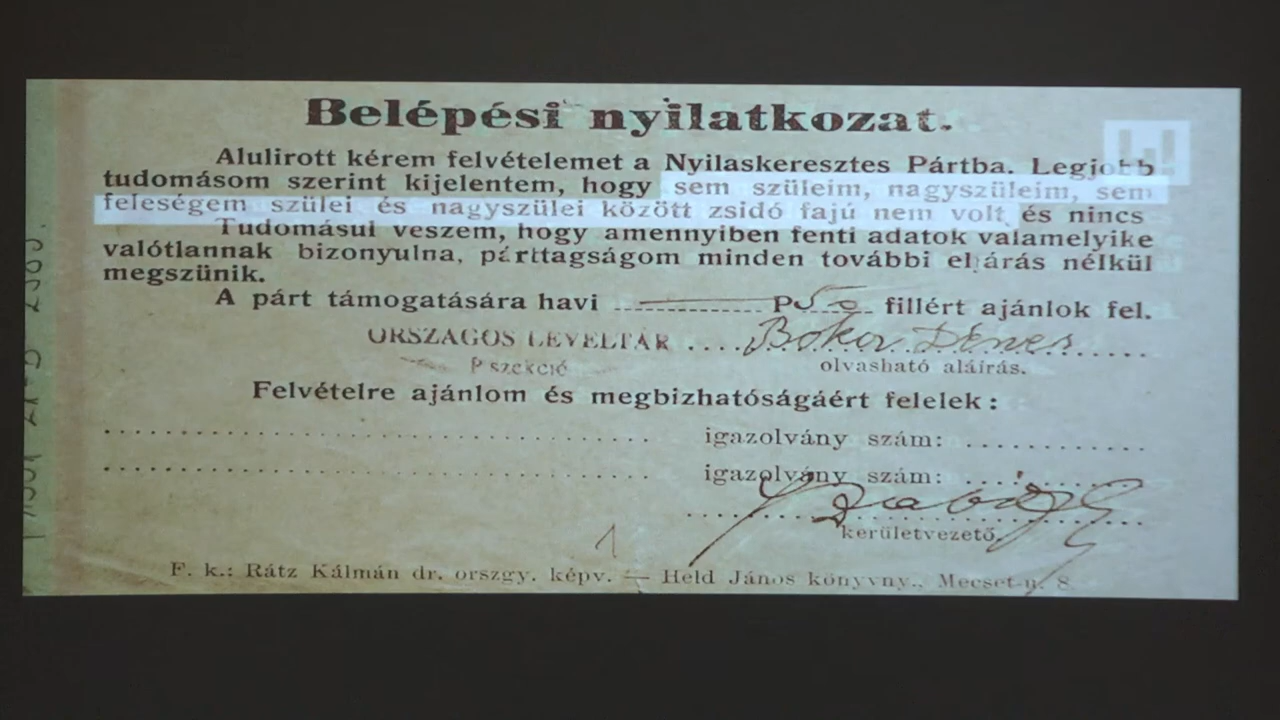 Belépési nyilatkozat.
Alulirott kérem felvételemet a Nyilaskeresztes Pártba. Legjobb
tudomásom szerint kijelentem, hogy sem szüleim, nagyszüleim, sem
feleségem szülei és nagyszülei között zsidó fajú nem volt és nincs
Tudomásul veszem, hogy amennyiben fenti adatok valamelyike
valótlannak bizonyulna, párttagságom minden további eljárás nélkül
megszünik.
A párt támogatására havi P 50 fillért ajánlok fel.
ORSZÁGOS LEVÉLTÁR Bokor Dénes
P szekció olvasható aláírás.
Felvételre ajánlom és megbizhatóságáért felelek:
igazolvány szám:
igazolvány szám:
kerületvezető.
1
F. k.: Rátz Kálmán dr. orszgy. képv. — Held János könyvny., Mecset-u. 8.